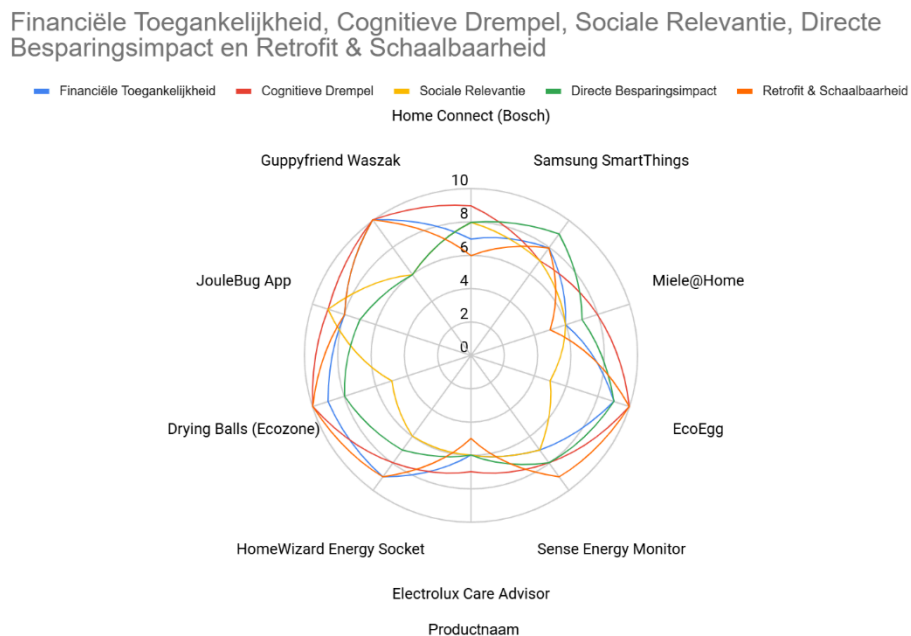 Financiële Toegankelijkheid, Cognitieve Drempel, Sociale Relevantie, Directe
Besparingsimpact en Retrofit & Schaalbaarheid
Financiële Toegankelijkheid
Cognitieve Drempel
Sociale Relevantie
Directe Besparingsimpact
Retrofit & Schaalbaarheid
Home Connect (Bosch)
Guppyfriend Waszak
Samsung SmartThings
10
8
6
4
2
0
JouleBug App
Miele@Home
Drying Balls (Ecozone)
EcoEgg
HomeWizard Energy Socket
Sense Energy Monitor
Electrolux Care Advisor
Productnaam